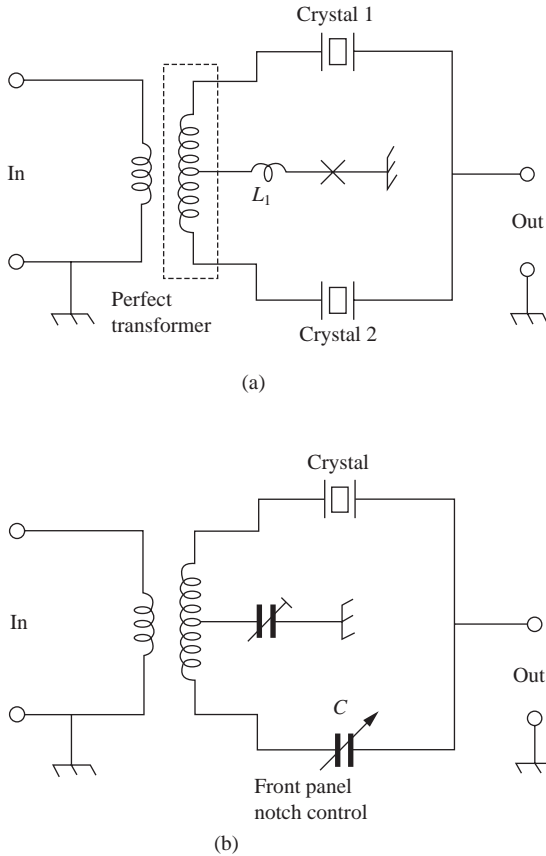 Crystal 1
In
L1
Out
Perfect
transformer
Crystal 2
(a)
Crystal
In
C
Out
Front panel
notch control
(b)